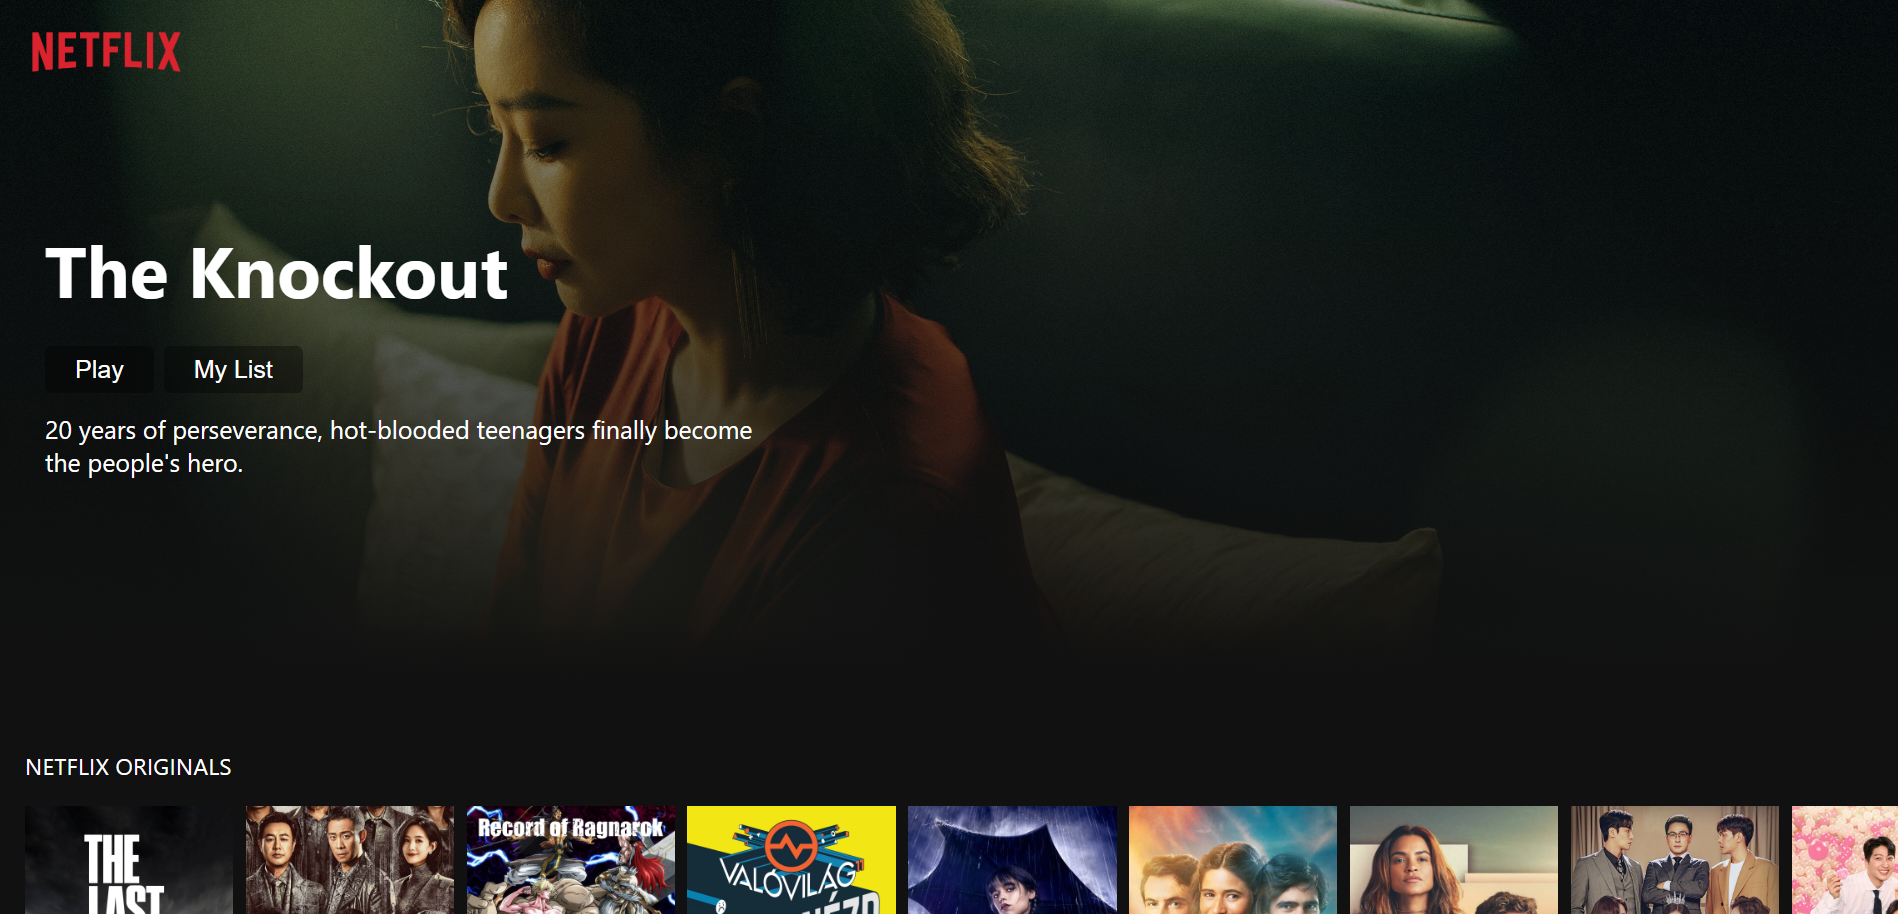 NETFLIX
The Knockout
Play
My List
20 years of perseverance, hot-blooded teenagers finally become
the people's hero.
NETFLIX ORIGINALS
THE
LAST
Record of Ragnarok
VALÓVILÁG